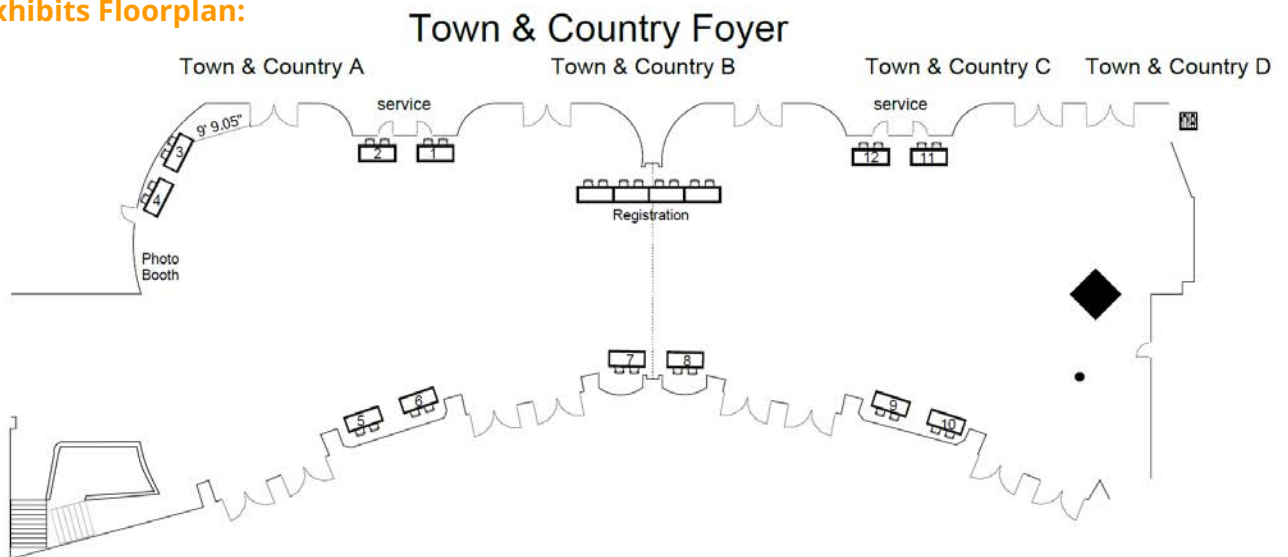 xhibits Floorplan:
Town & Country Foyer
Town & Country A
Town & Country B
Town & Country C
Town & Country D
service
service
9' 9.05"
3
2
1
12
11
4
Registration
Photo
Booth
7
8
6
5
9
10